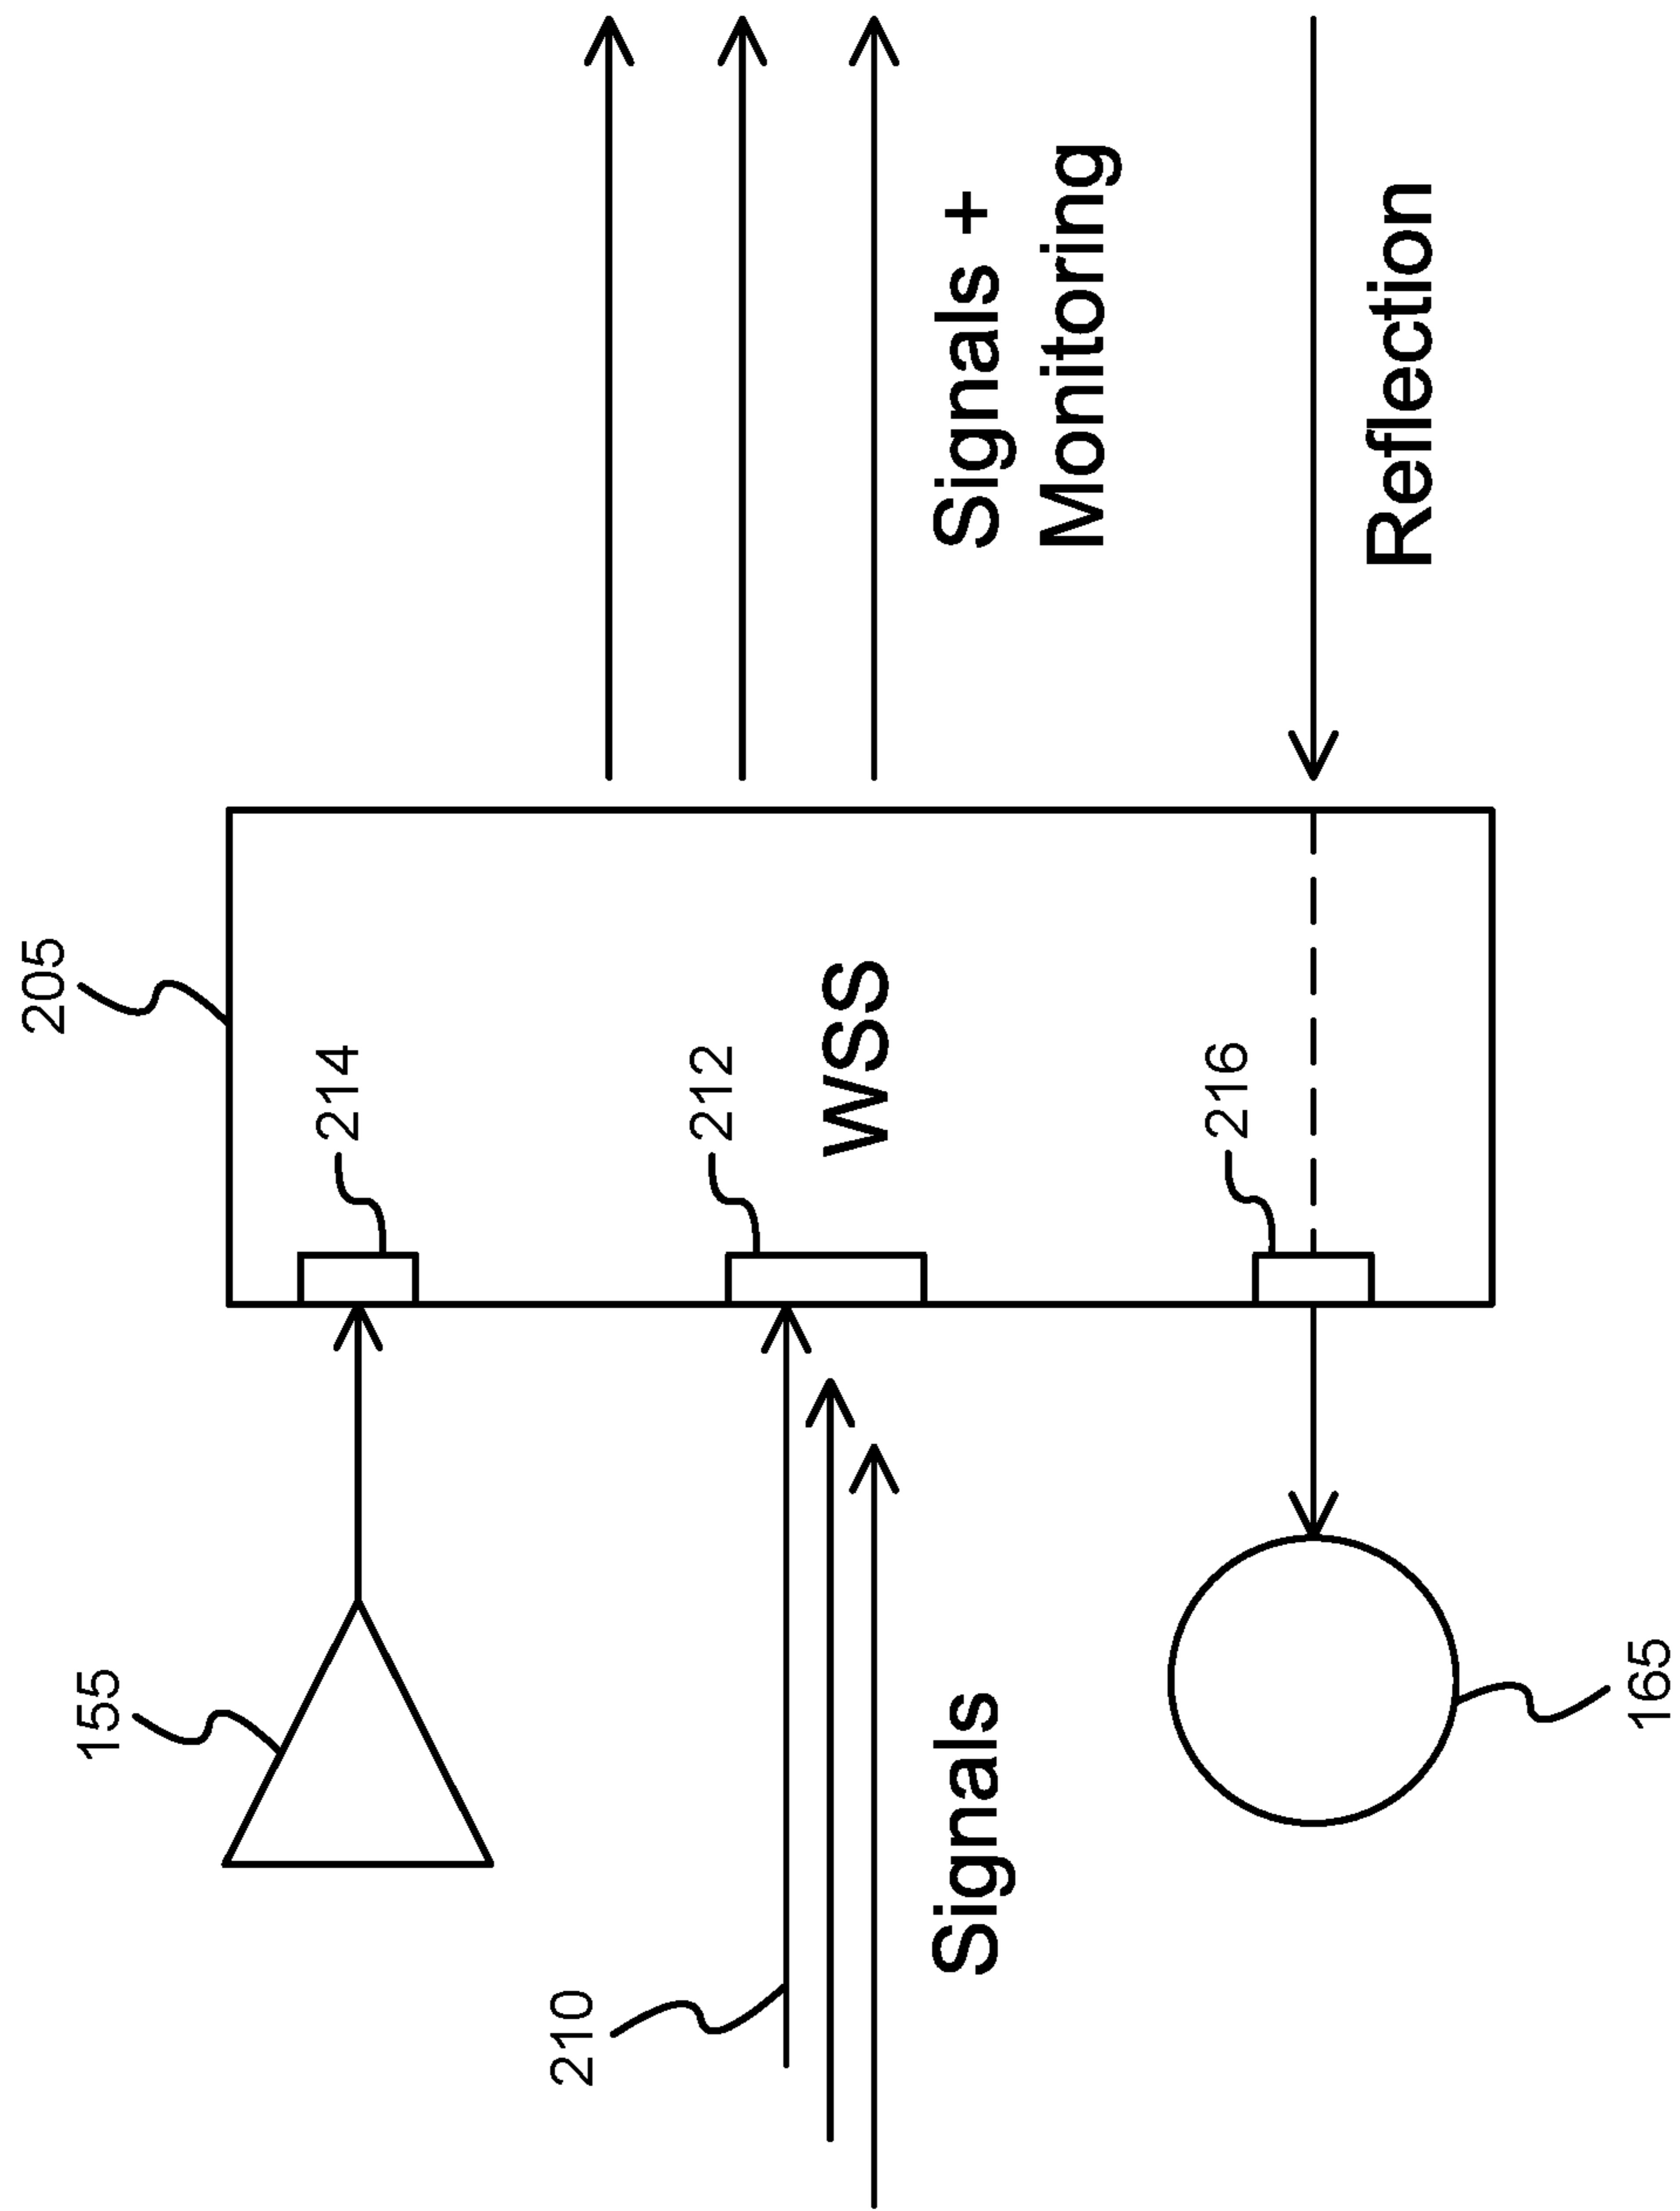 205
155
214
210
212
WSS
Signals
Signals +
Monitoring
216
165
Reflection